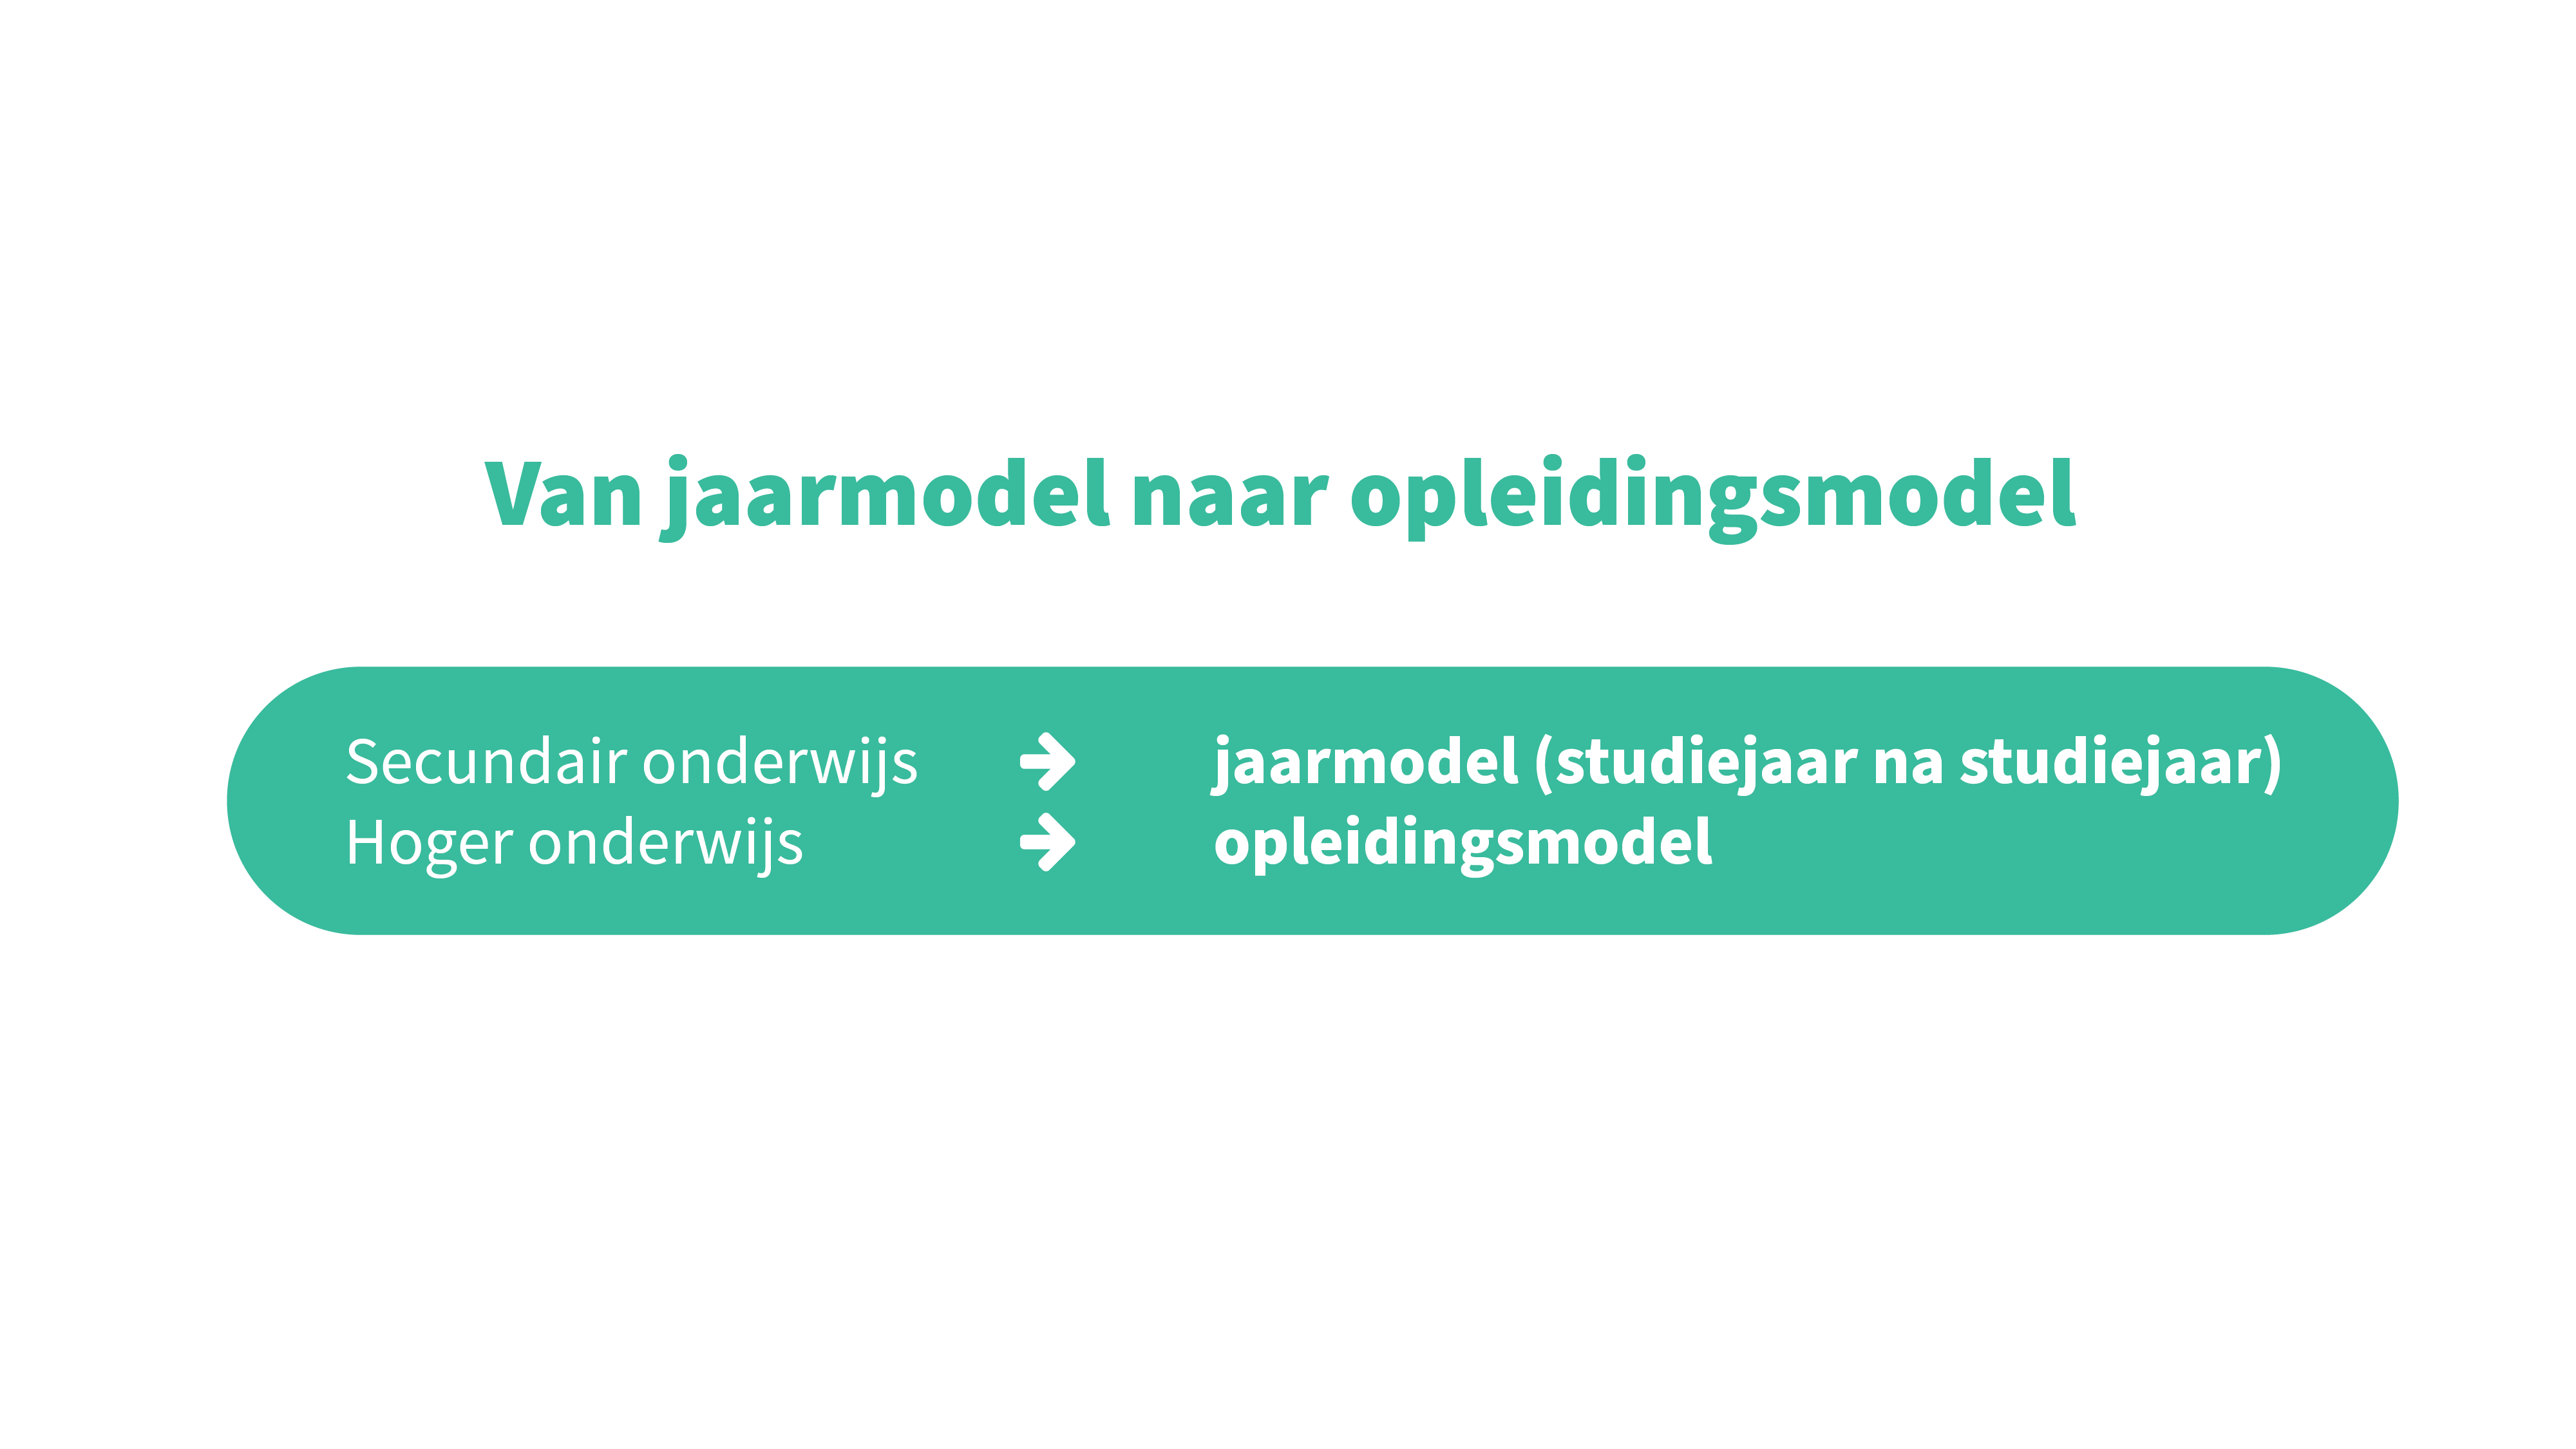 Van jaarmodel naar opleidingsmodel
Secundair onderwijs → jaarmodel (studiejaar na studiejaar)
Hoger onderwijs → opleidingsmodel